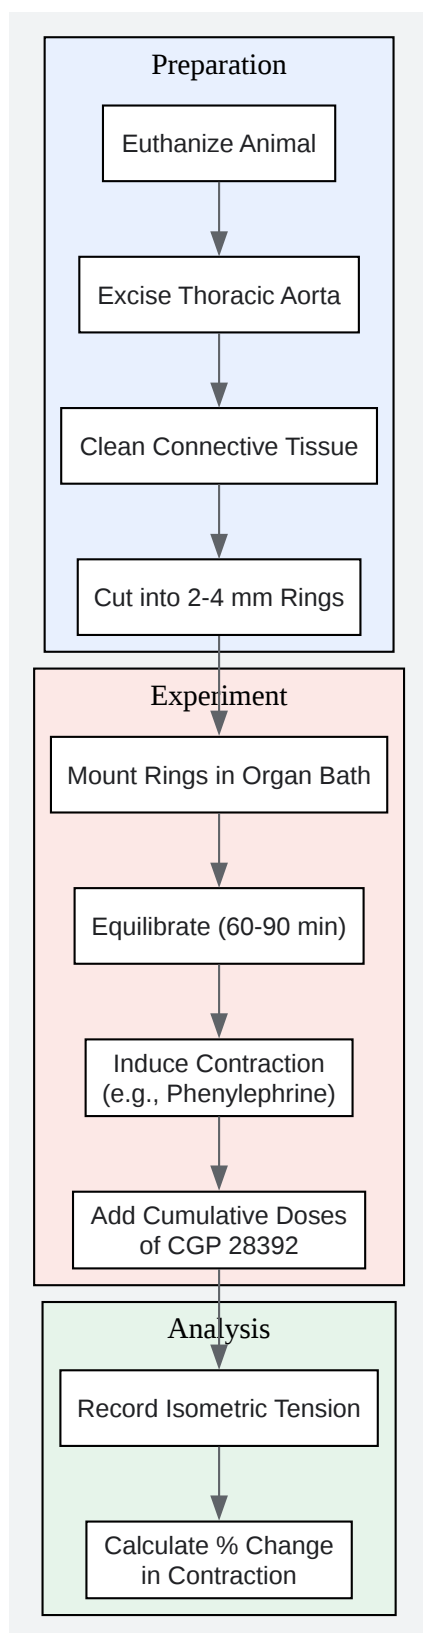 Preparation
Euthanize Animal
Excise Thoracic Aorta
Clean Connective Tissue
Cut into 2-4 mm Rings
Experiment
Mount Rings in Organ Bath
Equilibrate (60-90 min)
Induce Contraction
(e.g., Phenylephrine)
Add Cumulative Doses
of CGP 28392
Analysis
Record Isometric Tension
Calculate % Change
in Contraction